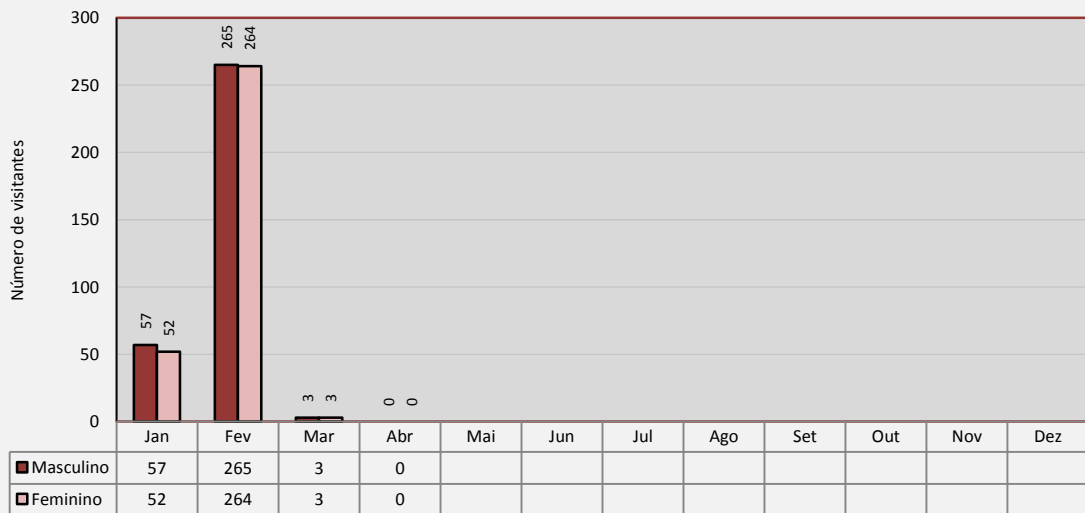 300
250
200
150
100
50
0
Número de visitantes
57 52 265 264 3 3 0 0
Jan Fev Mar Abr Mai Jun Jul Ago Set Out Nov Dez
Masculino 57 265 3 0
Feminino 52 264 3 0